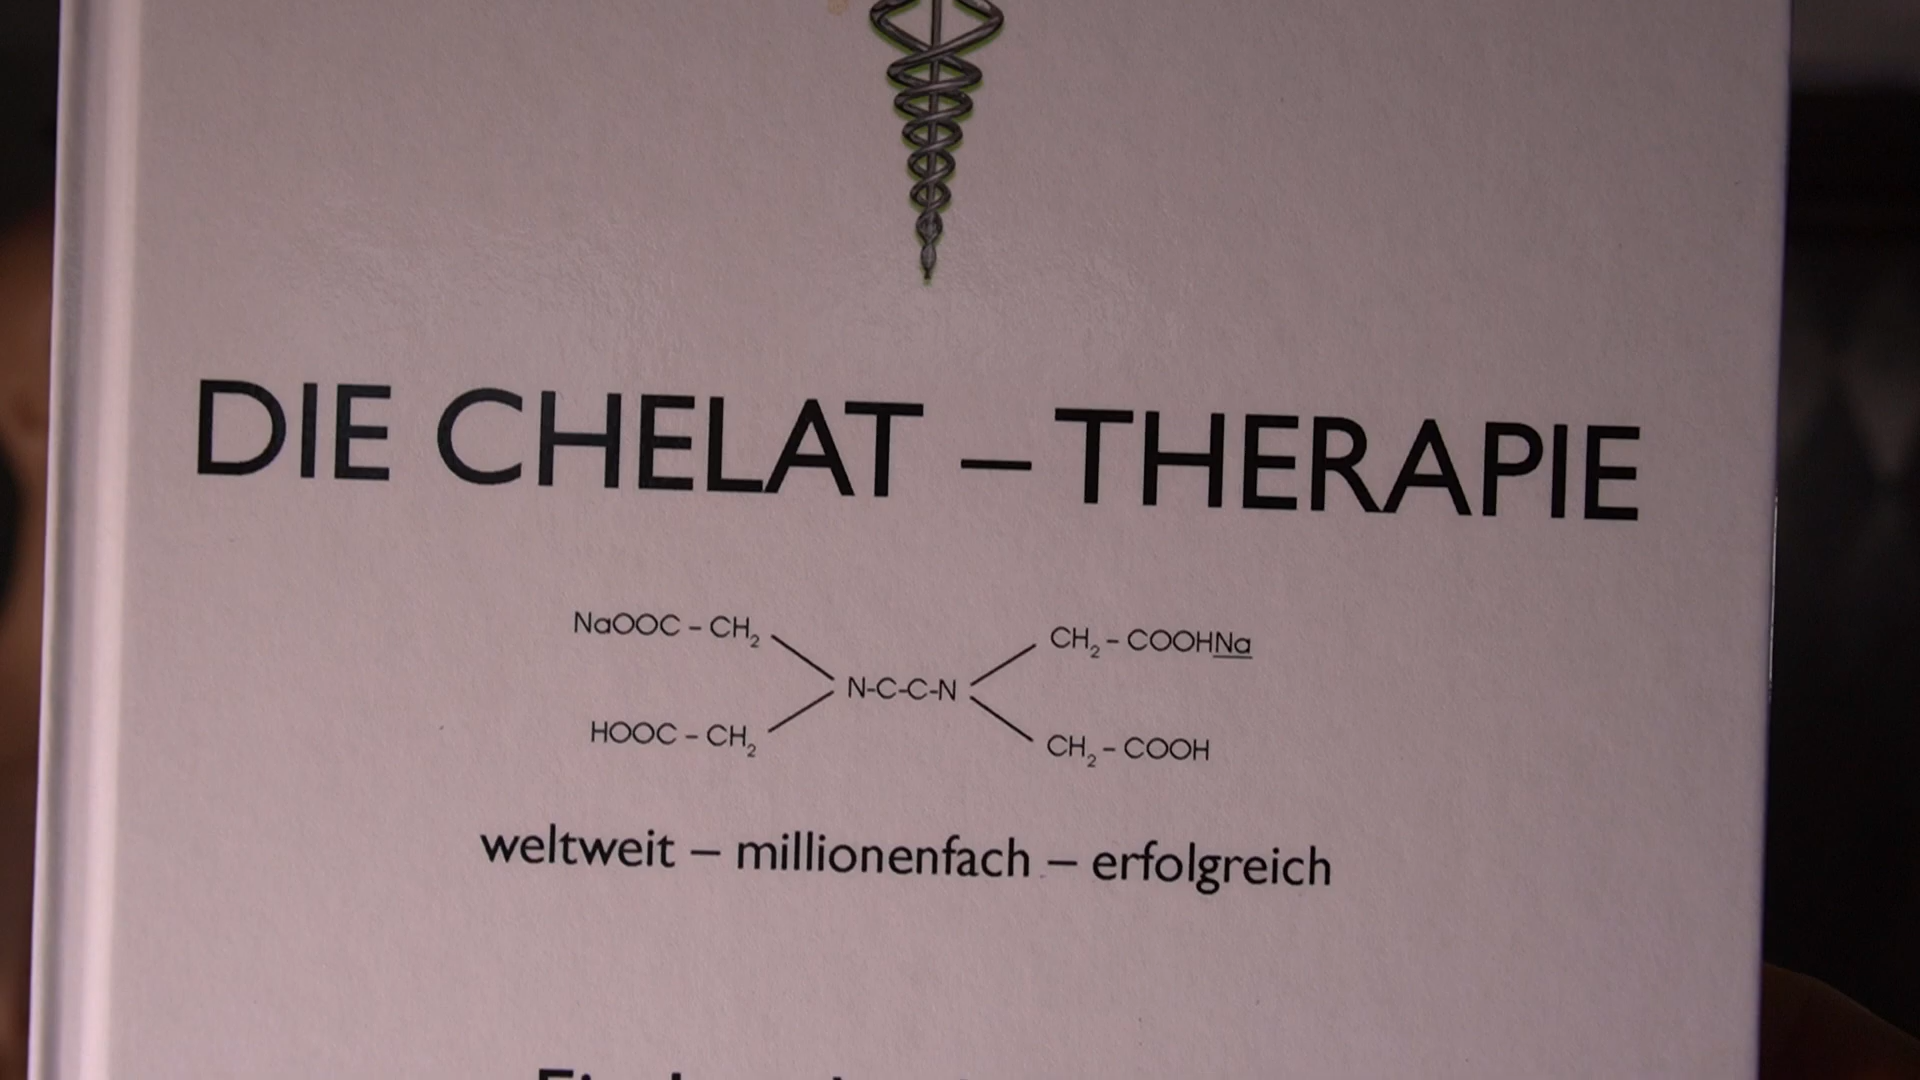 DIE CHELAT – THERAPIE
NaOOC – CH₂ CH₂ – COOHNa
N-C-C-N
HOOC – CH₂ CH₂ – COOH
weltweit – millionenfach – erfolgreich